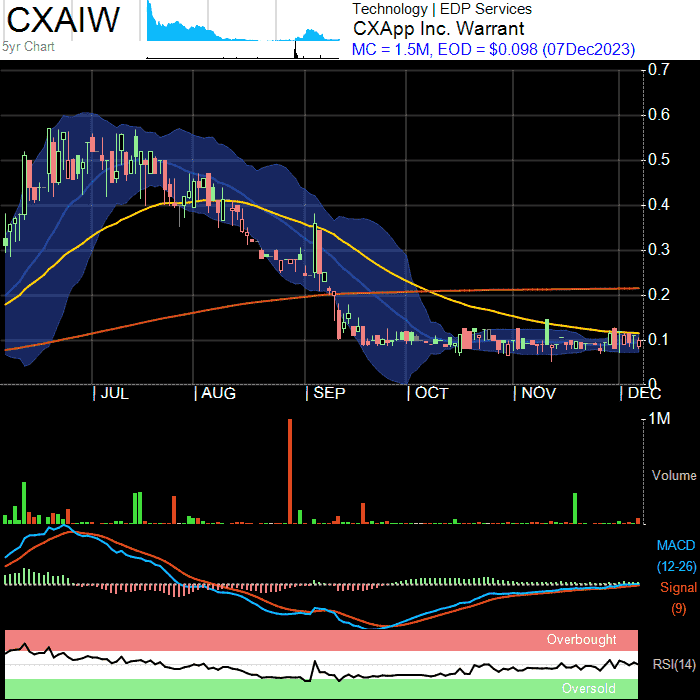 CXAIW
5yr Chart
Technology | EDP Services
CXApp Inc. Warrant
MC = 1.5M, EOD = $0.098 (07Dec2023)
0.7
0.6
0.5
0.4
0.3
0.2
0.1
0
JUL AUG SEP OCT NOV DEC
1M
Volume
MACD
(12-26)
Signal
(9)
Overbought
RSI(14)
Oversold